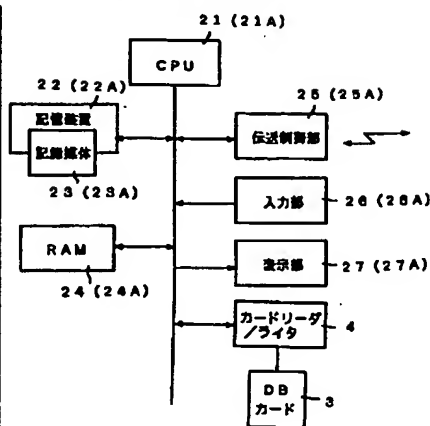 21(21A)
CPU
22(22A)
記憶装置
記録媒体
23(23A)
25(25A)
伝送制御部
入力部
26(26A)
RAM
24(24A)
表示部
27(27A)
カードリーダ
/ライタ
4
DB
カード
3